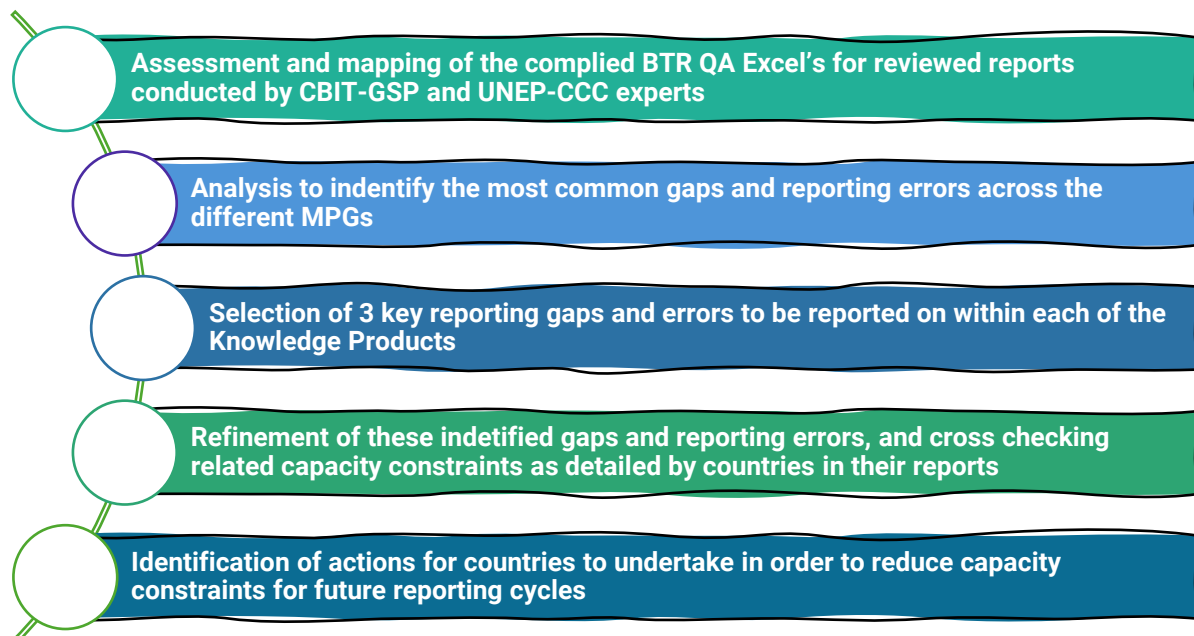 Assessment and mapping of the complied BTR QA Excel's for reviewed reports
conducted by CBIT-GSP and UNEP-CCC experts
Analysis to indentify the most common gaps and reporting errors across the
different MPGs
Selection of 3 key reporting gaps and errors to be reported on within each of the
Knowledge Products
Refinement of these indetified gaps and reporting errors, and cross checking
related capacity constraints as detailed by countries in their reports
Identification of actions for countries to undertake in order to reduce capacity
constraints for future reporting cycles